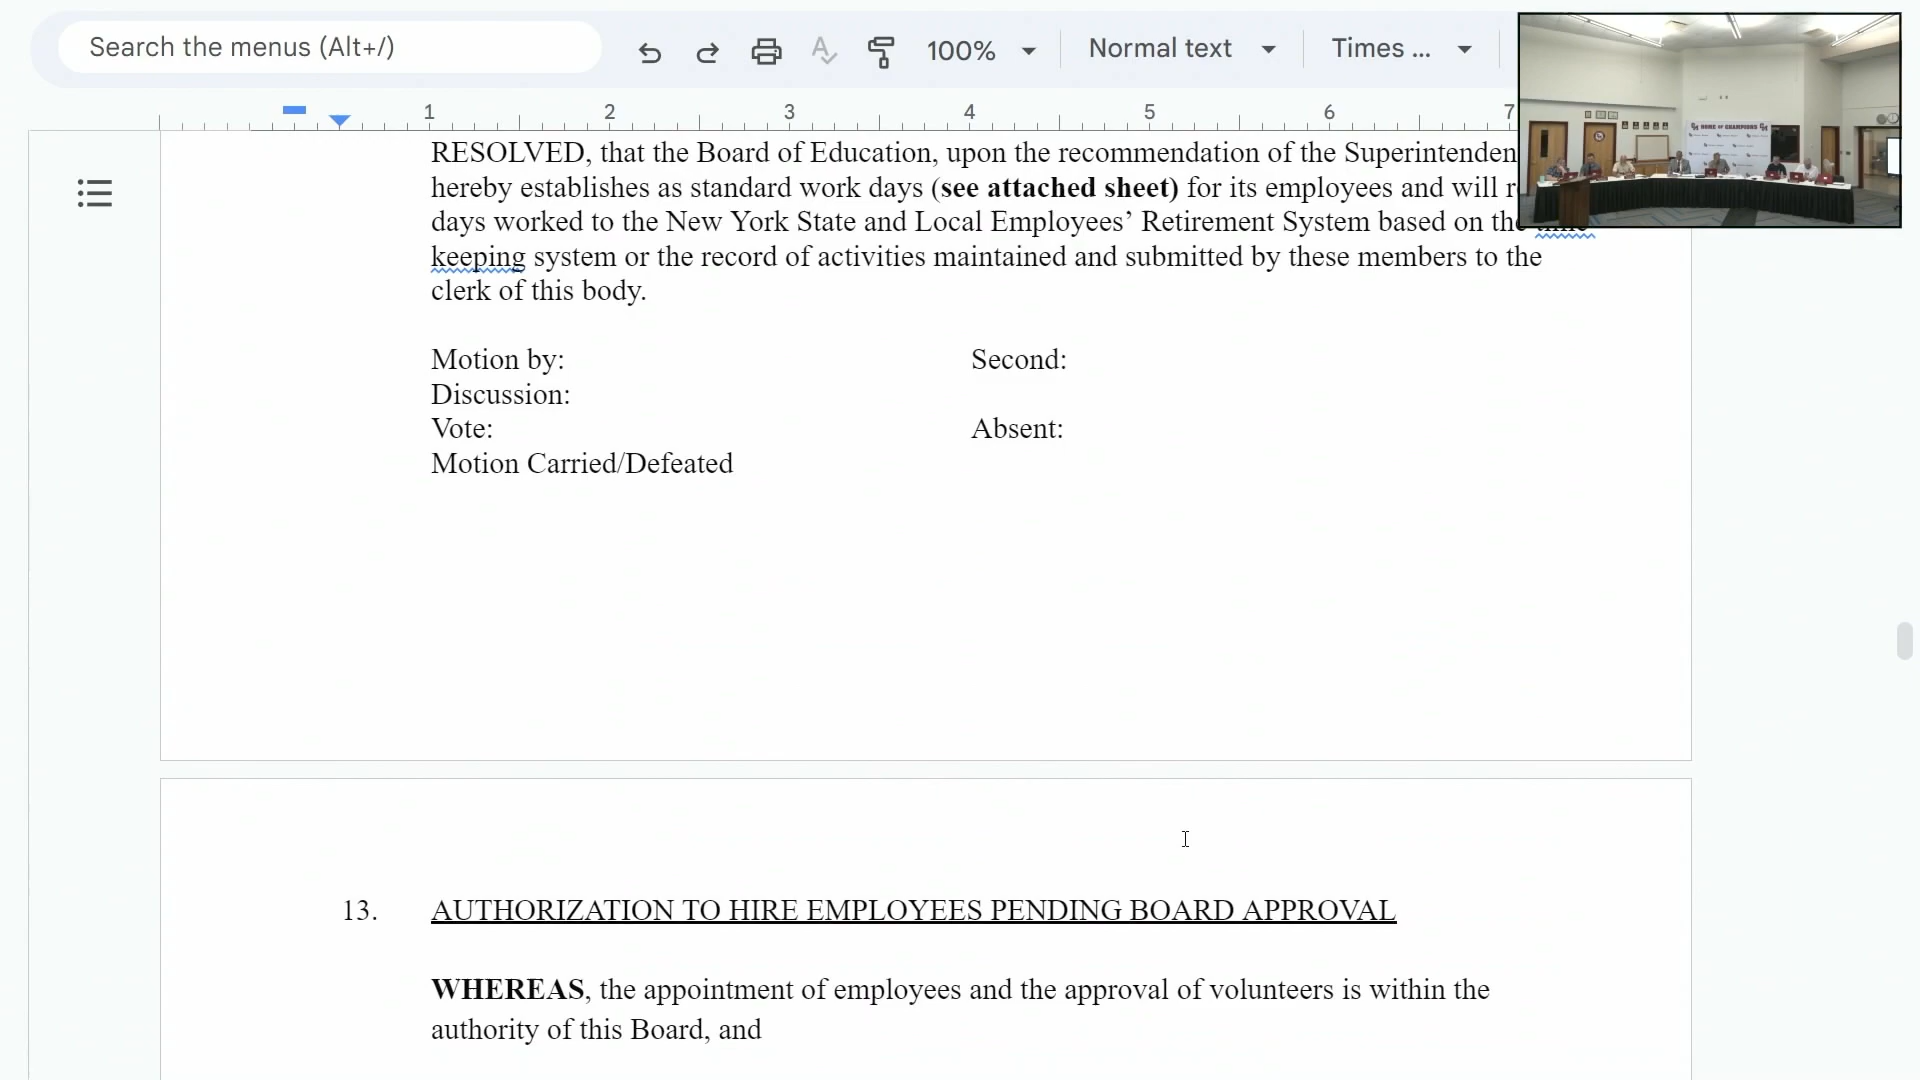 Search the menus (Alt+/)
100%
Normal text
Times ...
1 2 3 4 5 6 7
RESOLVED, that the Board of Education, upon the recommendation of the Superintenden
hereby establishes as standard work days (see attached sheet) for its employees and will r
days worked to the New York State and Local Employees’ Retirement System based on the time
keeping system or the record of activities maintained and submitted by these members to the
clerk of this body.
Motion by: Second:
Discussion:
Vote: Absent:
Motion Carried/Defeated
13. AUTHORIZATION TO HIRE EMPLOYEES PENDING BOARD APPROVAL
WHEREAS, the appointment of employees and the approval of volunteers is within the
authority of this Board, and
HOME OF CHAMPIONS